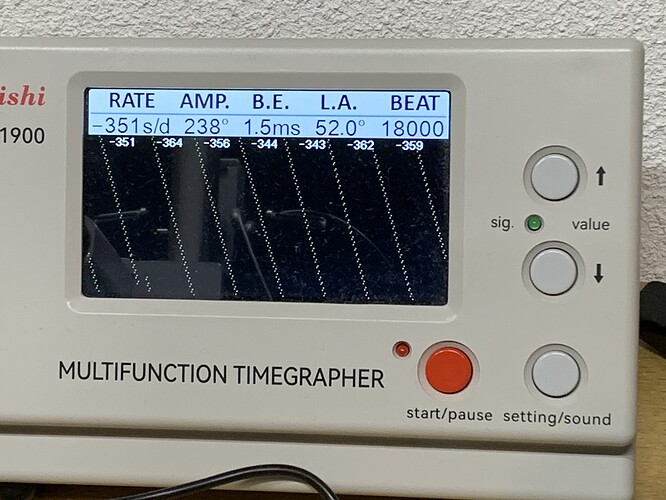 ishi
1900
RATE AMP. B.E. L.A. BEAT
-351s/d 238° 1.5ms 52.0° 18000
-351 -364 -356 -344 -343 -362 -359
sig. value
MULTIFUNCTION TIMEGRAPHER
start/pause setting/sound